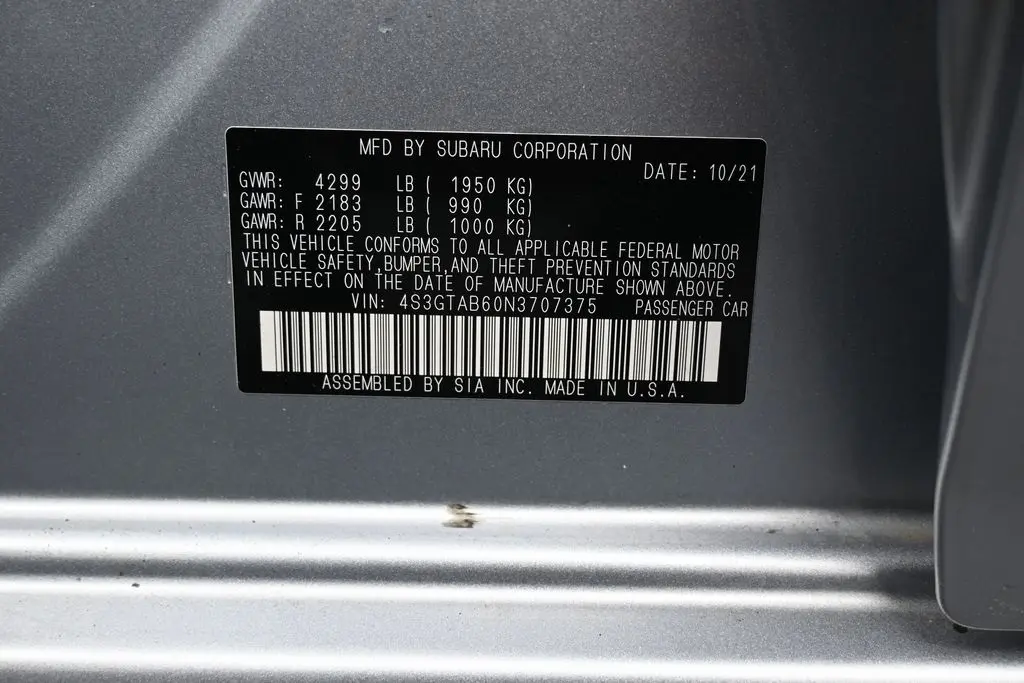 MFD BY SUBARU CORPORATION
DATE: 10/21
GVWR: 4299 LB ( 1950 KG)
GAWR: F 2183 LB ( 990 KG)
GAWR: R 2205 LB ( 1000 KG)
THIS VEHICLE CONFORMS TO ALL APPLICABLE FEDERAL MOTOR
VEHICLE SAFETY,BUMPER,AND THEFT PREVENTION STANDARDS
IN EFFECT ON THE DATE OF MANUFACTURE SHOWN ABOVE.
VIN: 4S3GTAB60N3707375 PASSENGER CAR
ASSEMBLED BY SIA INC. MADE IN U.S.A.